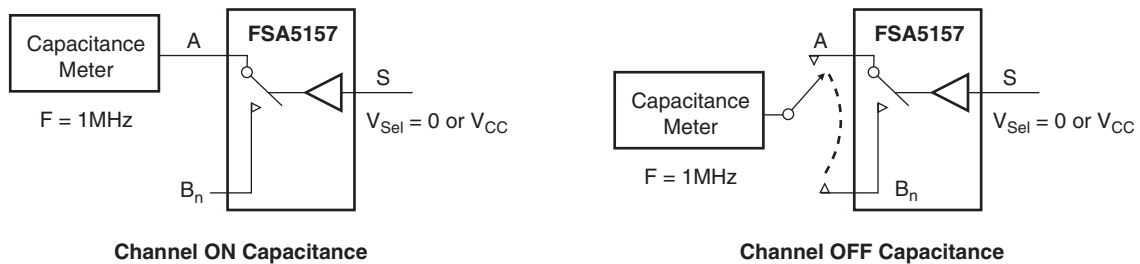 FSA5157
Capacitance
Meter
A
S
F = 1MHz
V_Sel = 0 or V_CC
B_n
Channel ON Capacitance
FSA5157
A
S
Capacitance
Meter
V_Sel = 0 or V_CC
F = 1MHz
B_n
Channel OFF Capacitance